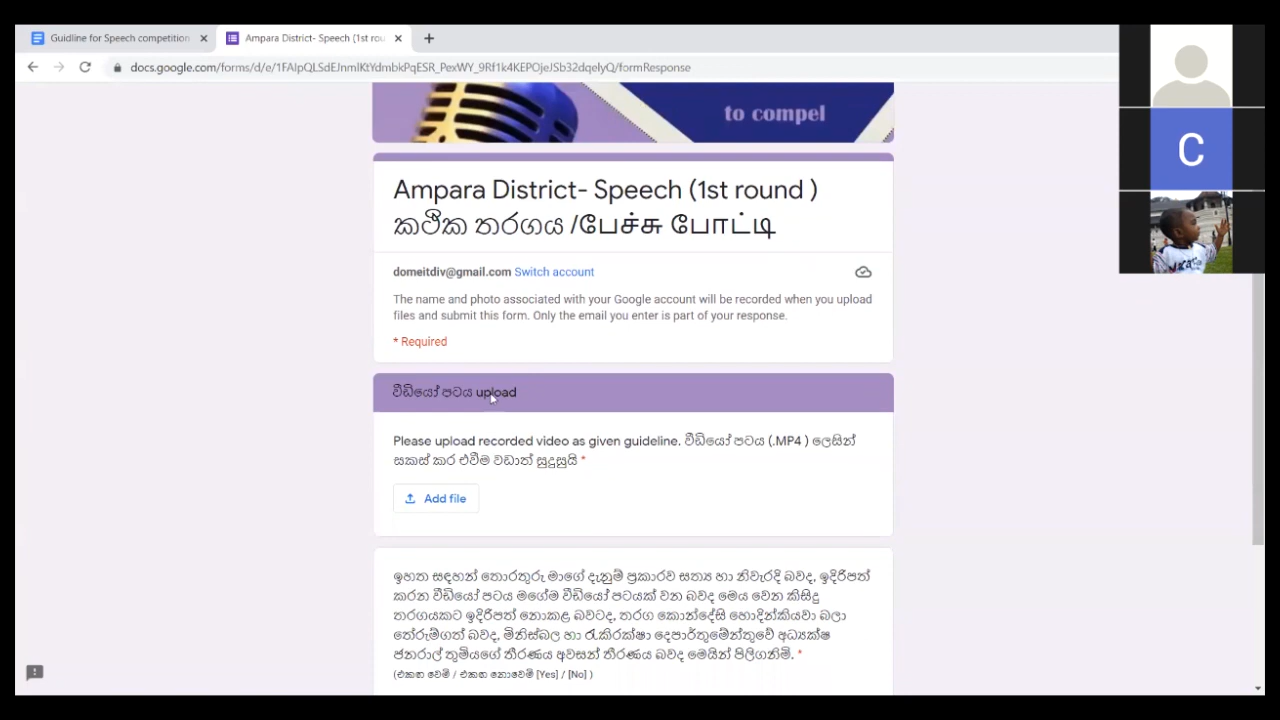 Guidline for Speech competition
Ampara District- Speech (1st rou
docs.google.com/forms/d/e/1FAIpQLSdEJnmlKtYdmbkPqESR_PexWY_9Rf1k4KEPOjeJSb32dqelyQ/formResponse
to compel
C
Ampara District- Speech (1st round )
කථික තරගය /பேச்சு போட்டி
domeitdiv@gmail.com Switch account
The name and photo associated with your Google account will be recorded when you upload
files and submit this form. Only the email you enter is part of your response.
* Required
වීඩියෝ පටය upload
Please upload recorded video as given guideline. වීඩියෝ පටය (.MP4 ) ලෙසින්
සකස් කර එවීම වඩාත් සුදුසුයි *
Add file
ඉහත සඳහන් තොරතුරු මාගේ දැනුම් ප්‍රකාරව සත්‍ය හා නිවැරදි බවද, ඉදිරිපත්
කරන වීඩියෝ පටය මගේම වීඩියෝ පටයක් වන බවද මෙය වෙන කිසිදු
තරගයකට ඉදිරිපත් නොකළ බවටද, තරග කොන්දේසි හොදින්කියවා බලා
තේරුම්ගත් බවද, මිනිස්බල හා රැකිරක්ෂා දෙපාර්තුමේන්තුවේ අධ්‍යක්ෂ
ජනරාල් තුමියගේ තීරණය අවසන් තීරණය බවද මෙයින් පිලිගනිමි. *
(එකඟ වෙමි / එකඟ නොවෙමි [Yes] / [No] )